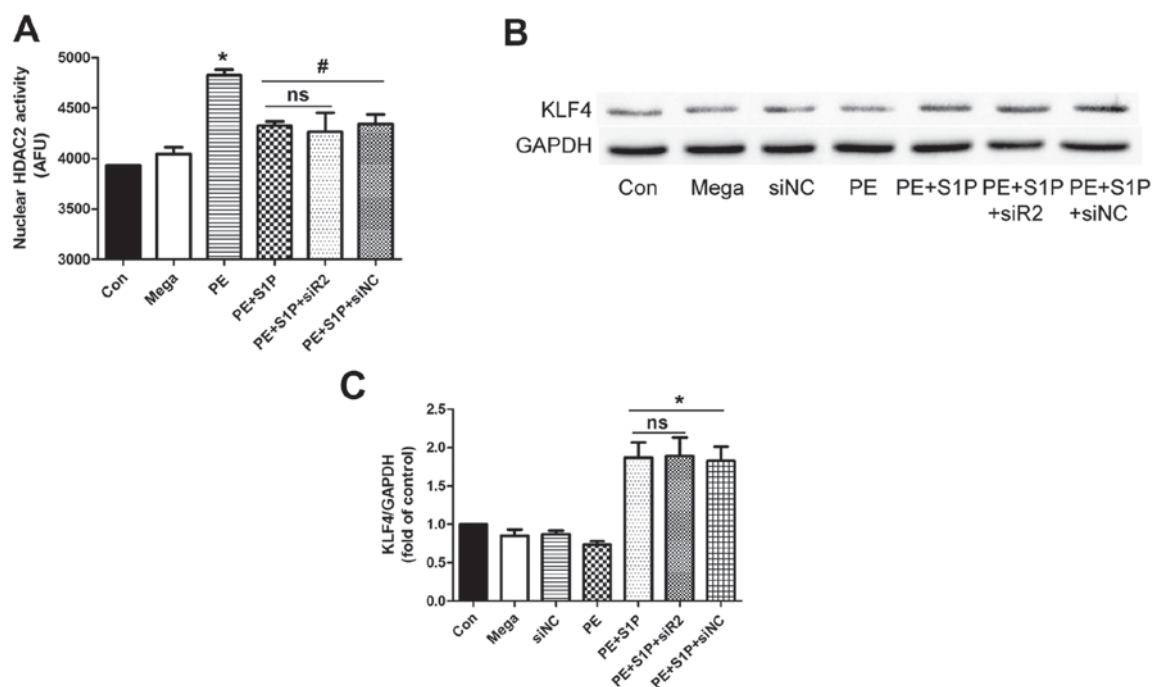 A
Nuclear HDAC2 activity
(AFU)
5000
4500
4000
3500
3000
*
#
ns
Con
Mega
PE
PE+S1P
PE+S1P+siR2
PE+S1P+siNC
B
KLF4
GAPDH
Con Mega siNC PE PE+S1P PE+S1P PE+S1P
+siR2 +siNC
C
KLF4/GAPDH
(fold of control)
2.5
2.0
1.5
1.0
0.5
0.0
*
ns
Con
Mega
siNC
PE
PE+S1P
PE+S1P+siR2
PE+S1P+siNC